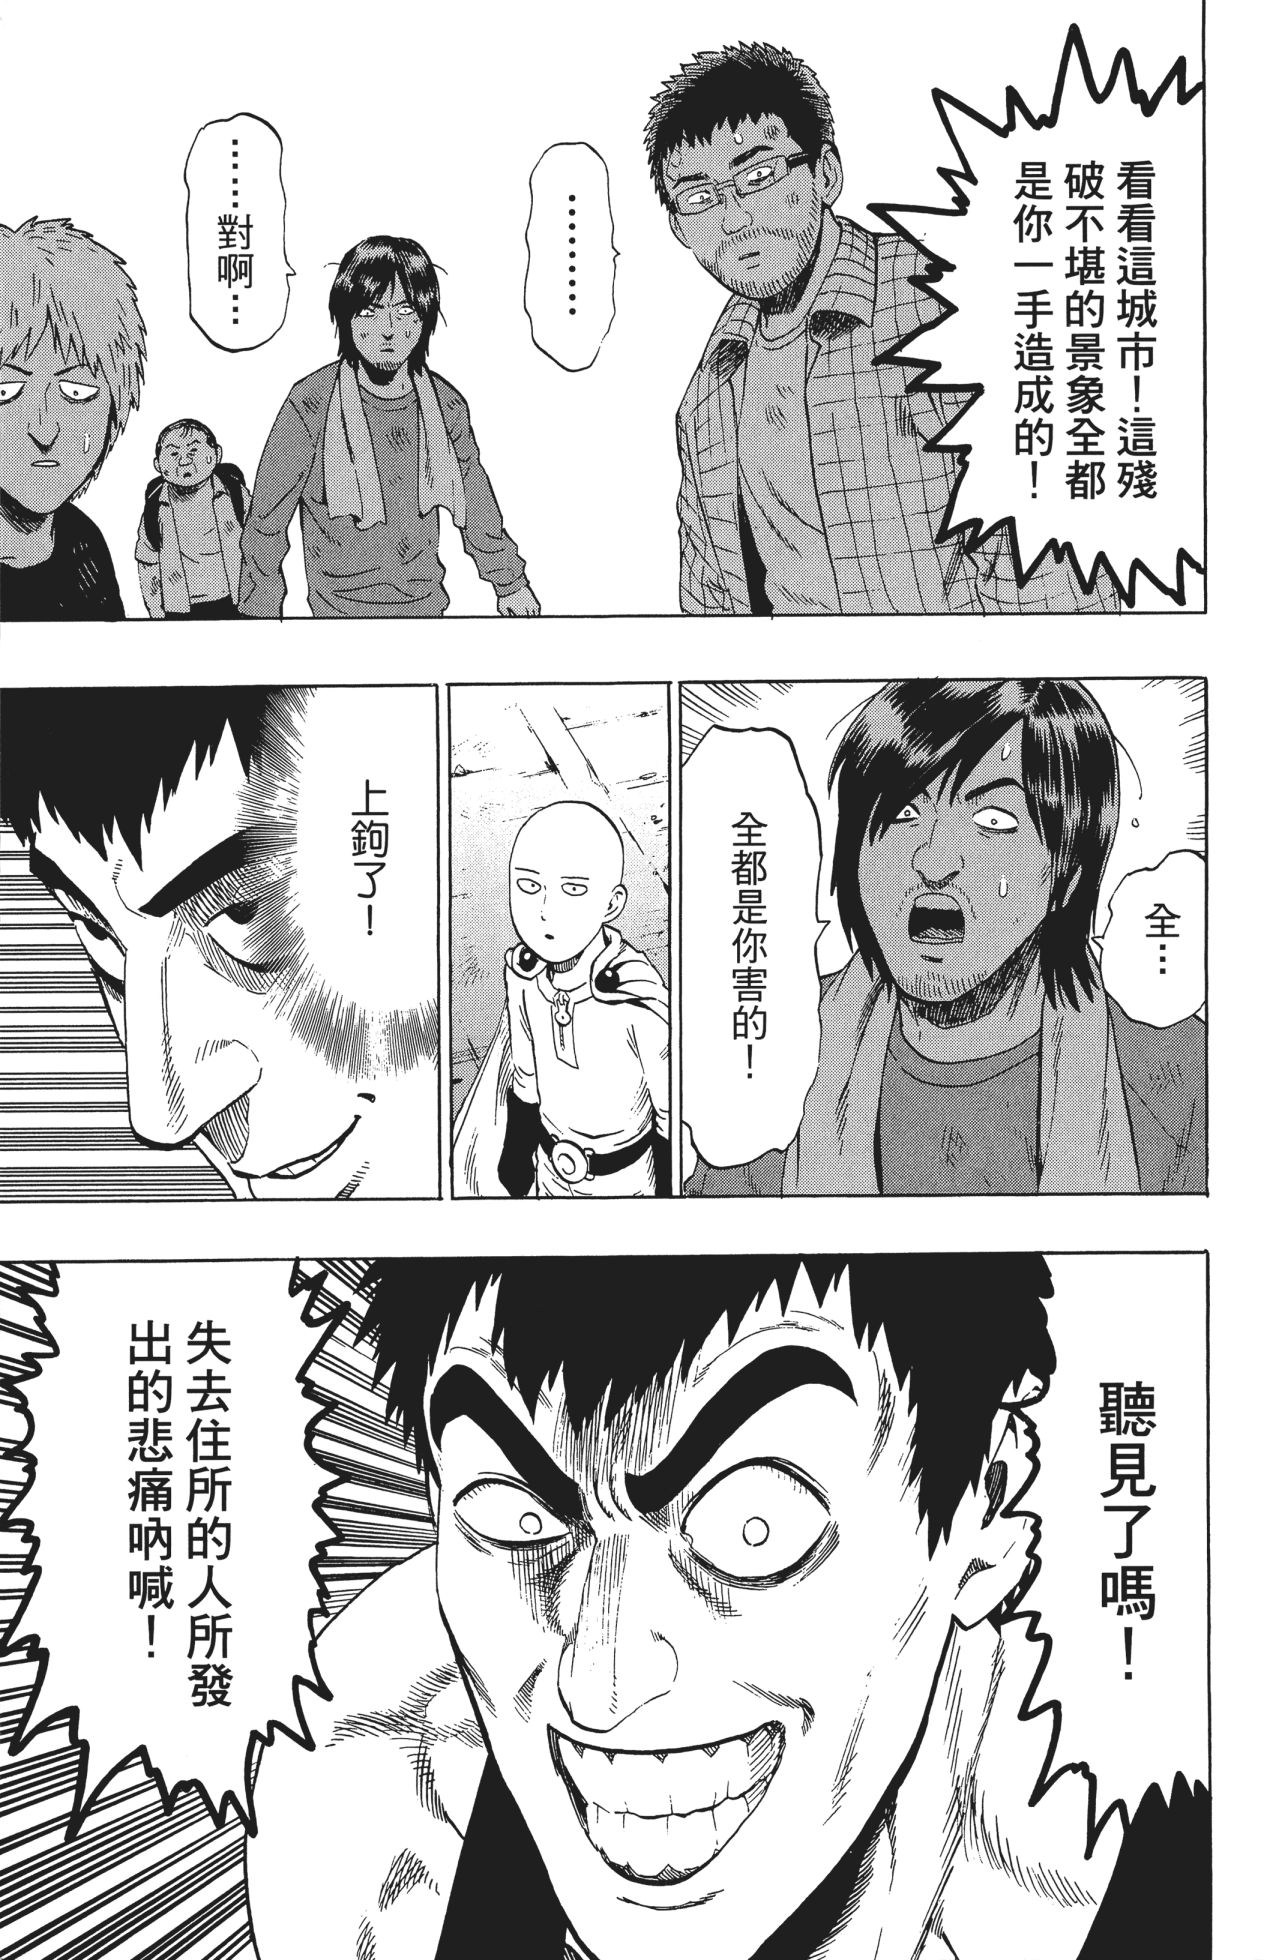 看看這城市！這殘
破不堪的景象全都
是你一手造成的！
………
……對啊…
全…
全都是你害的！
上鉤了！
聽見了嗎！
失去住所的人所發
出的悲痛吶喊！